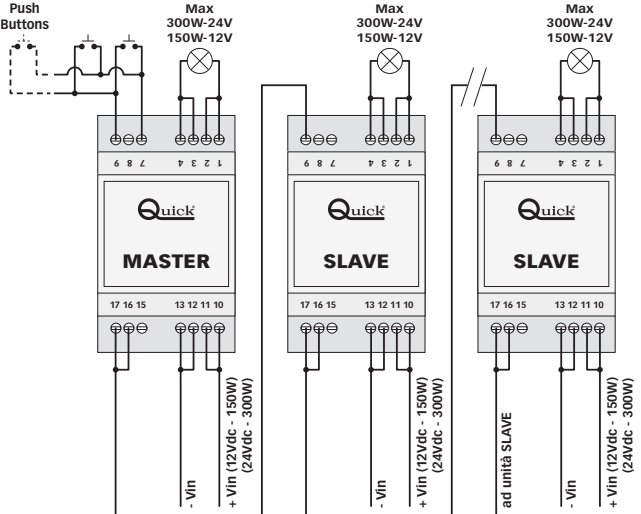 Push
Buttons
Max
300W-24V
150W-12V
Max
300W-24V
150W-12V
Max
300W-24V
150W-12V
9 8 7 4 3 2 1
9 8 7 4 3 2 1
9 8 7 4 3 2 1
Quick
MASTER
Quick
SLAVE
Quick
SLAVE
17 16 15 13 12 11 10
17 16 15 13 12 11 10
17 16 15 13 12 11 10
- Vin
+ Vin (12Vdc - 150W)
(24Vdc - 300W)
- Vin
+ Vin (12Vdc - 150W)
(24Vdc - 300W)
ad unità SLAVE
- Vin
+ Vin (12Vdc - 150W)
(24Vdc - 300W)